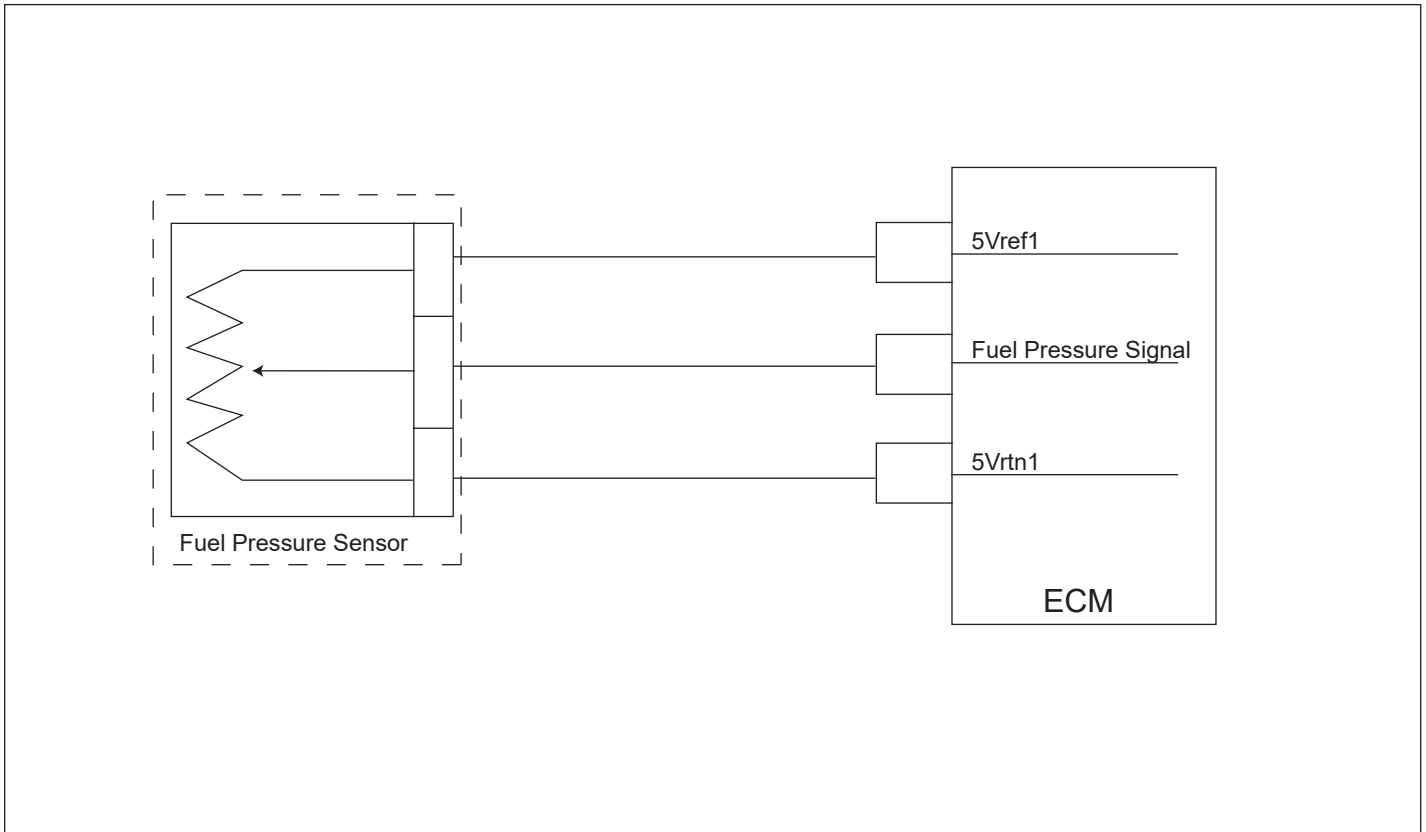 5Vref1
Fuel Pressure Signal
5Vrtn1
Fuel Pressure Sensor
ECM